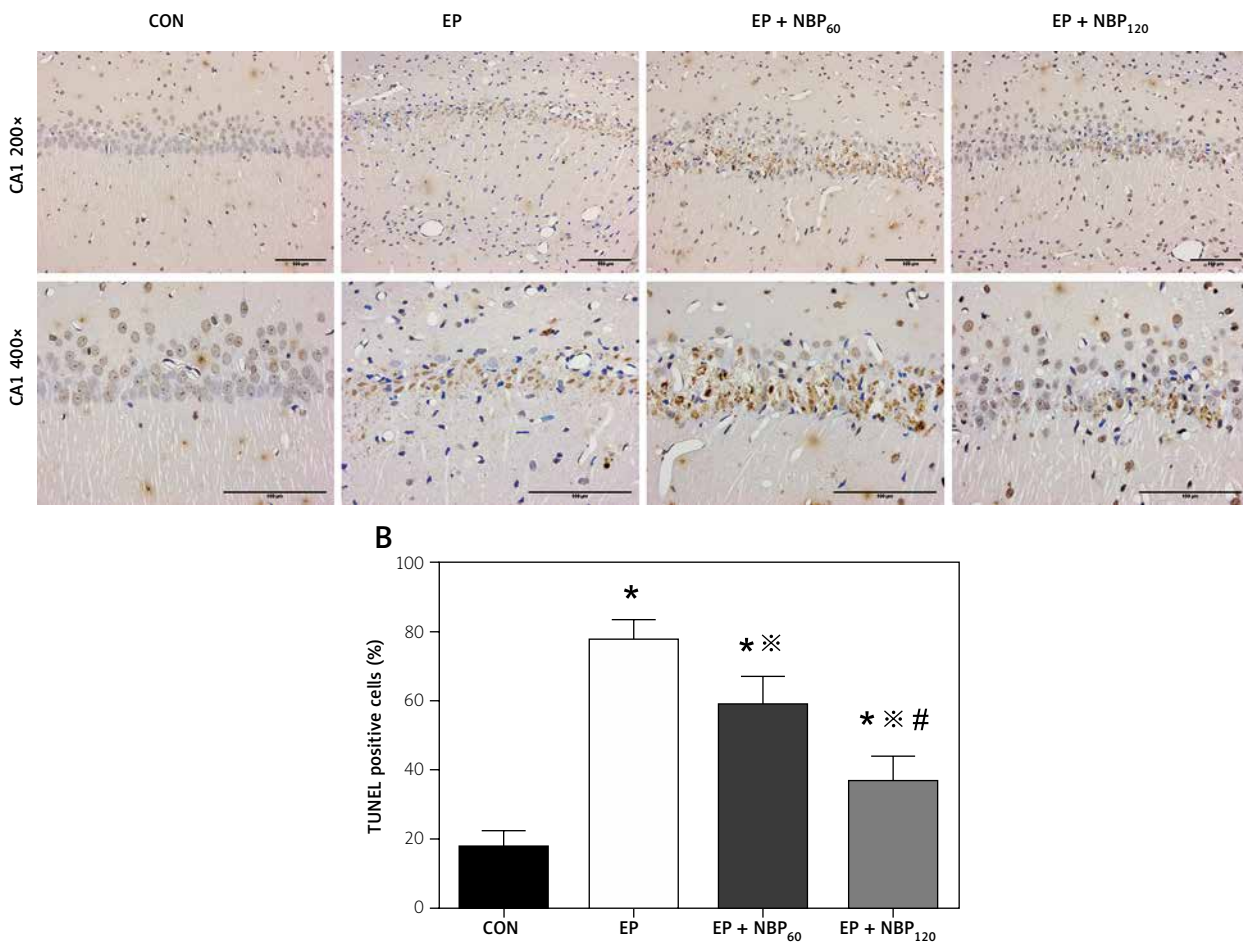 CON EP EP + NBP60 EP + NBP120
CA1 200×
CA1 400×
B
TUNEL positive cells (%)
100
80
60
40
20
0
*
* ※
* ※ #
CON EP EP + NBP60 EP + NBP120